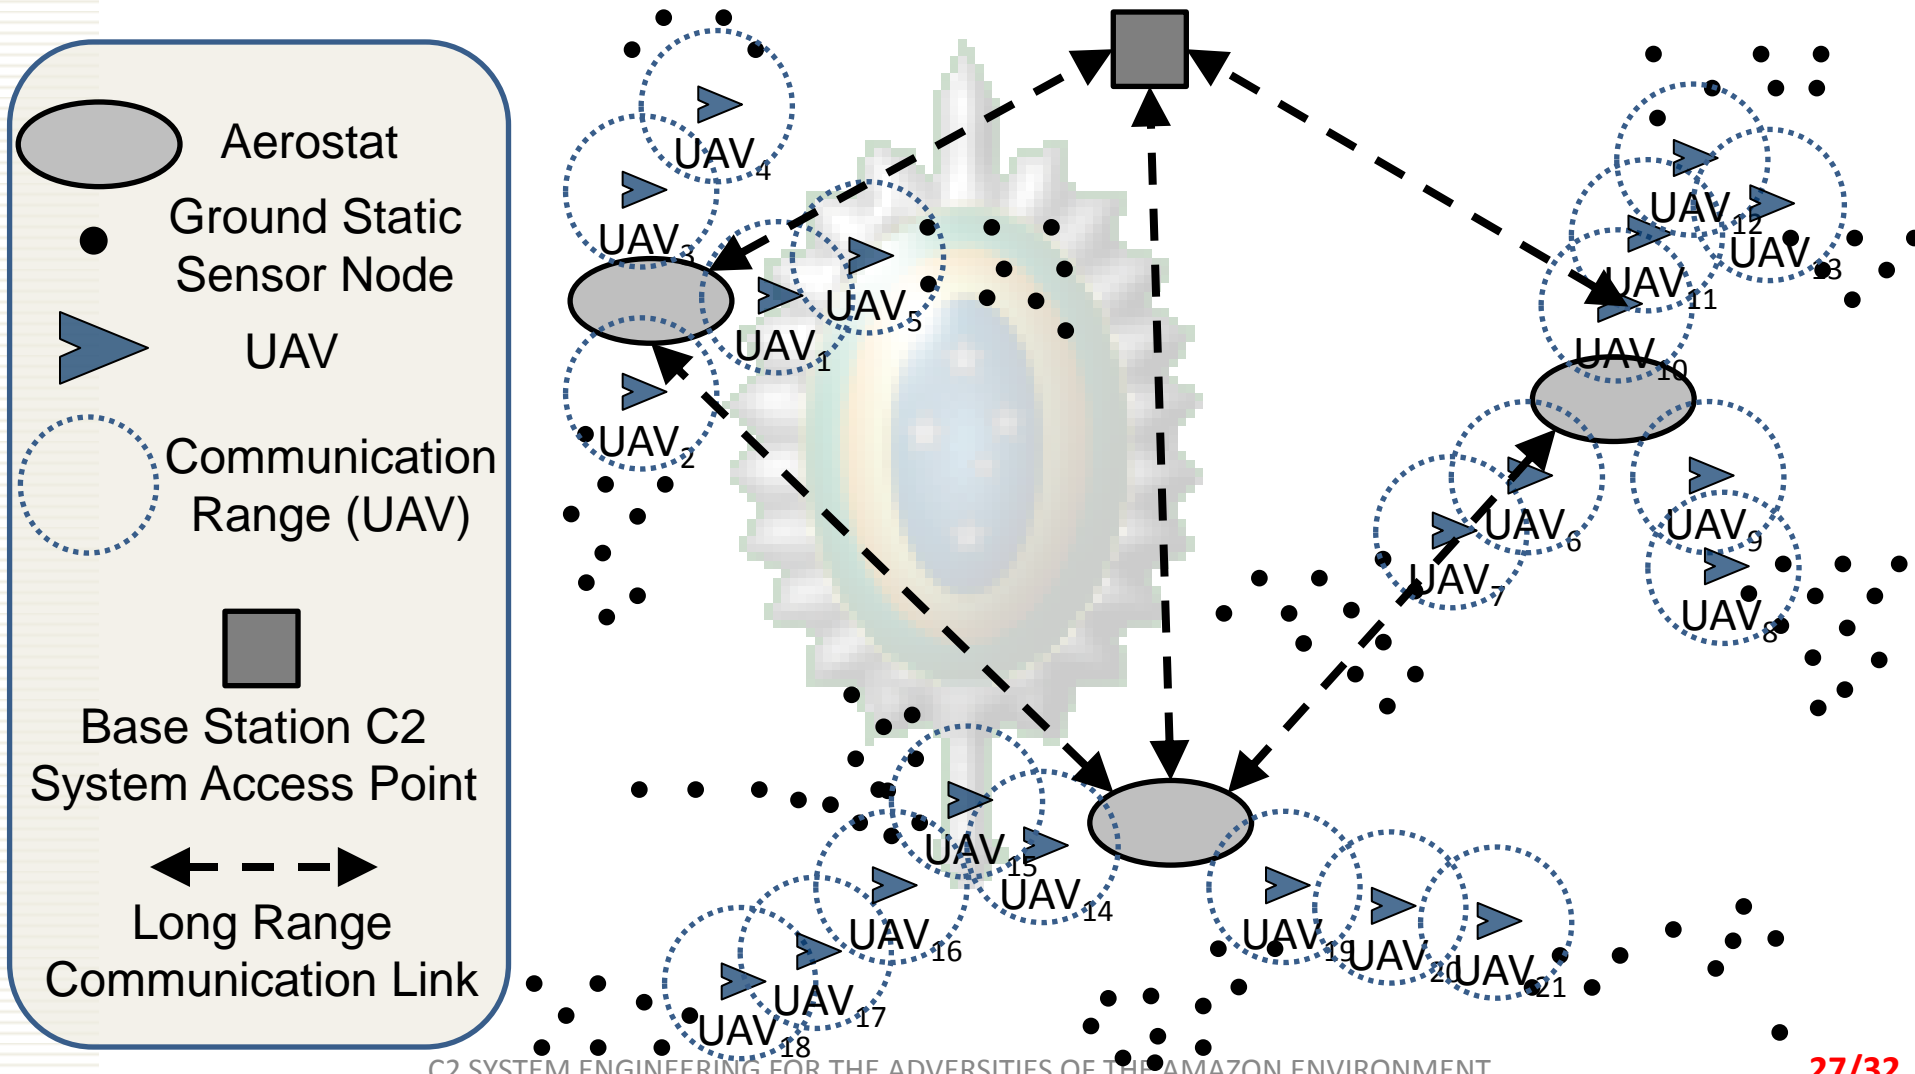 Aerostat
Ground Static
Sensor Node
UAV
Communication
Range (UAV)
Base Station C2
System Access Point
Long Range
Communication Link
UAV4
UAV3
UAV5
UAV1
UAV2
UAV12
UAV13
UAV11
UAV10
UAV6
UAV9
UAV7
UAV8
UAV15
UAV14
UAV16
UAV19
UAV20
UAV21
UAV17
UAV18
C2 SYSTEM ENGINEERING FOR THE ADVERSITIES OF THE AMAZON ENVIRONMENT
27/32